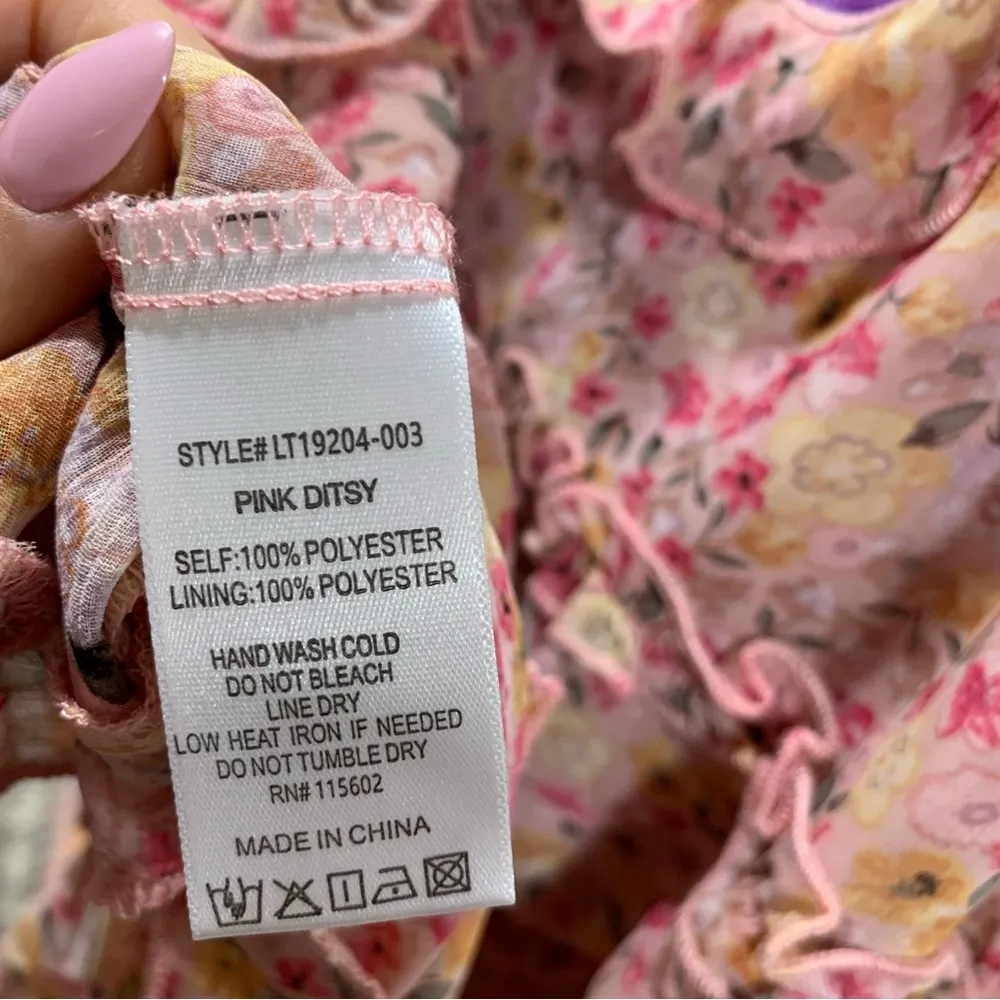 STYLE# LT19204-003
PINK DITSY
SELF:100% POLYESTER
LINING:100% POLYESTER
HAND WASH COLD
DO NOT BLEACH
LINE DRY
LOW HEAT IRON IF NEEDED
DO NOT TUMBLE DRY
RN# 115602
MADE IN CHINA